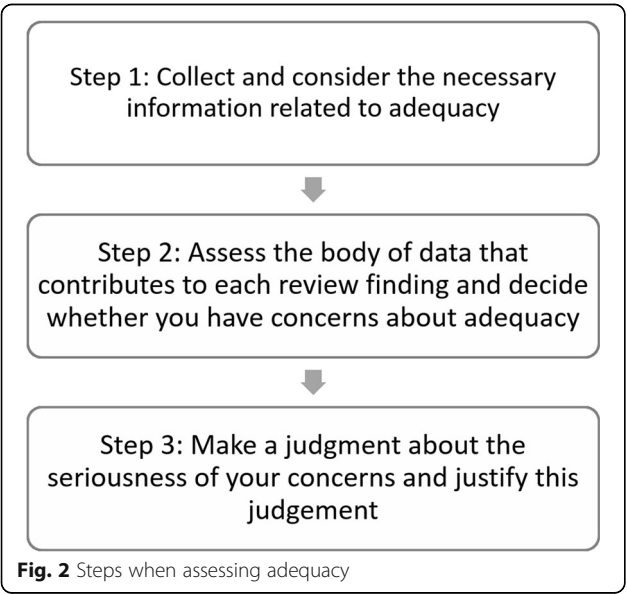 Step 1: Collect and consider the necessary
information related to adequacy
Step 2: Assess the body of data that
contributes to each review finding and decide
whether you have concerns about adequacy
Step 3: Make a judgment about the
seriousness of your concerns and justify this
judgement
Fig. 2 Steps when assessing adequacy